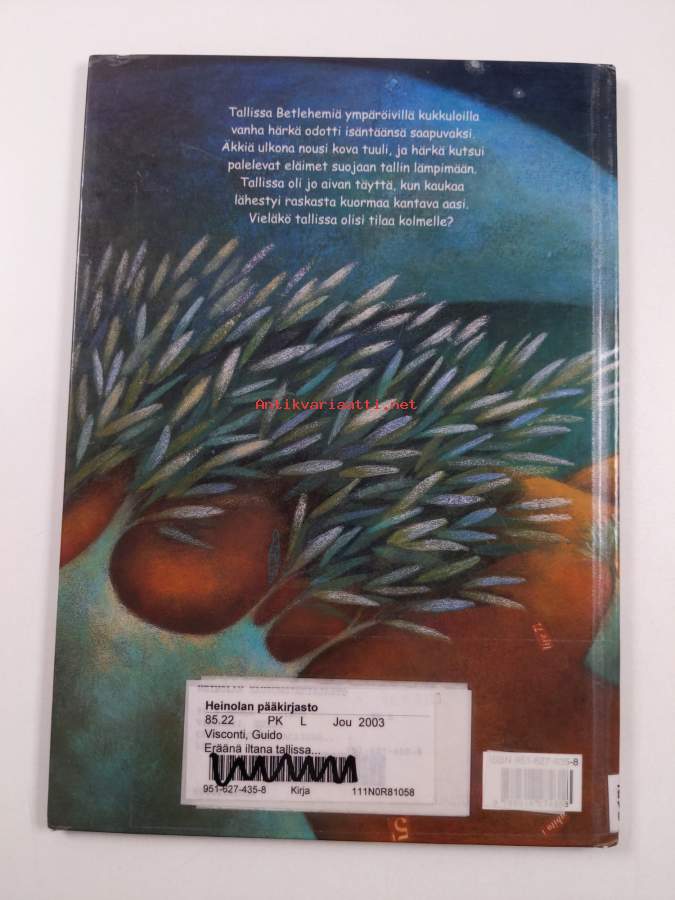 Tallissa Betlehemiä ympäröivillä kukkuloilla
vanha härkä odotti isäntäänsä saapuvaksi.
Äkkiä ulkona nousi kova tuuli, ja härkä kutsui
palelevat eläimet suojaan tallin lämpimään.
Tallissa oli jo aivan täyttä, kun kaukaa
lähestyi raskasta kuormaa kantava aasi.
Vieläkö tallissa olisi tilaa kolmelle?
Antikvariaatti.net
Heinolan pääkirjasto
85.22 PK L Jou 2003
Visconti, Guido
Eräänä iltana tallissa...
951-627-435-8 Kirja 111N0R81058
ISBN 951-627-435-8